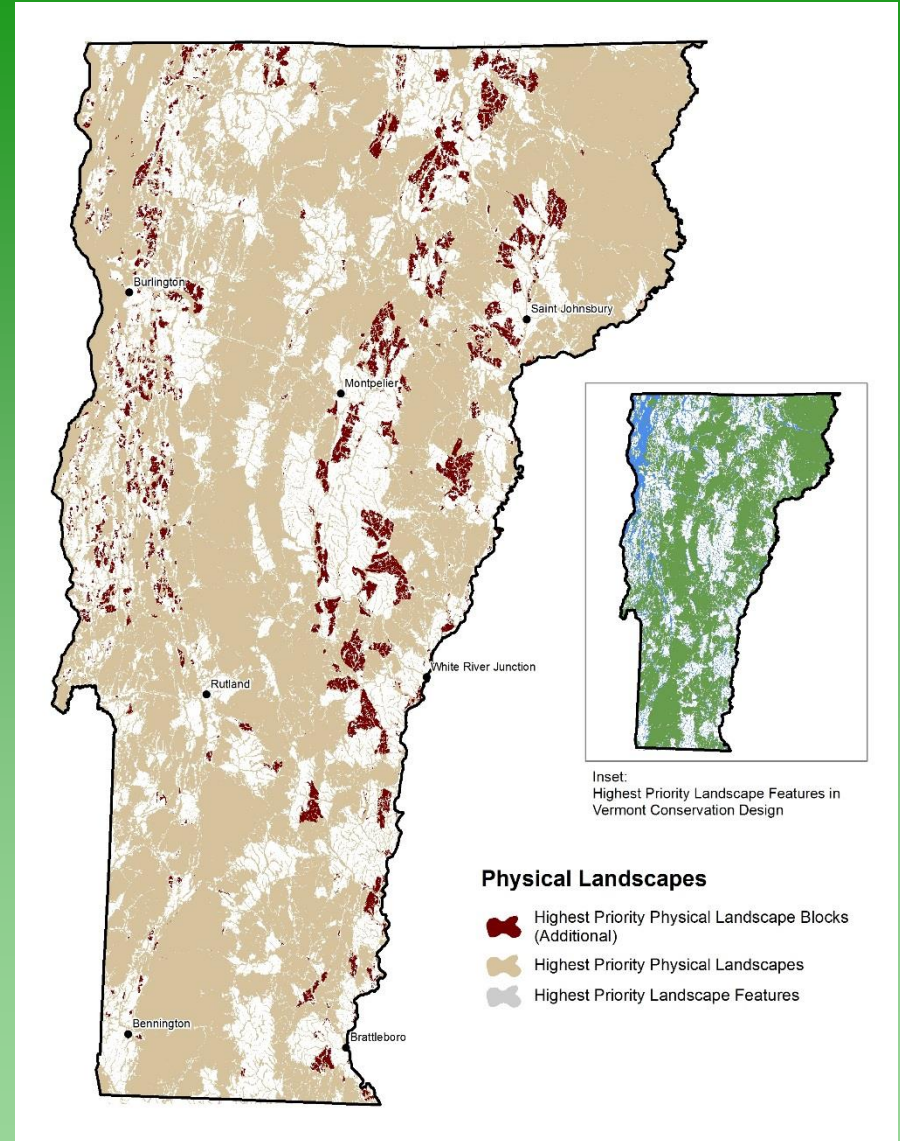 Burlington
Saint Johnsbury
Montpelier
White River Junction
Rutland
Bennington
Brattleboro
Inset:
Highest Priority Landscape Features in
Vermont Conservation Design
Physical Landscapes
Highest Priority Physical Landscape Blocks
(Additional)
Highest Priority Physical Landscapes
Highest Priority Landscape Features